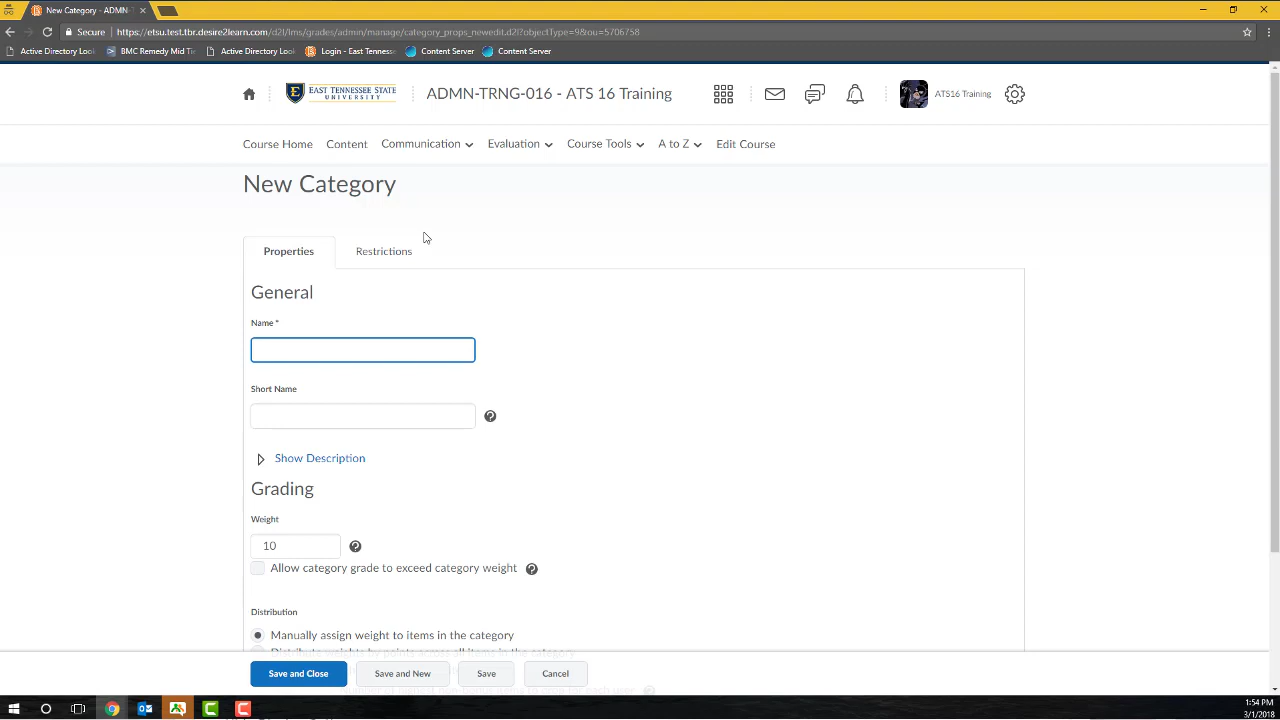 New Category - ADMN-
Secure https://etsu.test.tbr.desire2learn.com/d2l/lms/grades/admin/manage/category_props_newedit.d2l?objectType=9&ou=5706758
Active Directory Look BMC Remedy Mid Tie Active Directory Look Login - East Tenness Content Server Content Server
EAST TENNESSEE STATE
UNIVERSITY
ADMN-TRNG-016 - ATS 16 Training
ATS16 Training
Course Home Content Communication Evaluation Course Tools A to Z Edit Course
New Category
Properties Restrictions
General
Name *
Short Name
Show Description
Grading
Weight
10
Allow category grade to exceed category weight
Distribution
Manually assign weight to items in the category
Distribute weights by points across all items in the category
Save and Close Save and New Save Cancel
1:54 PM
3/1/2018